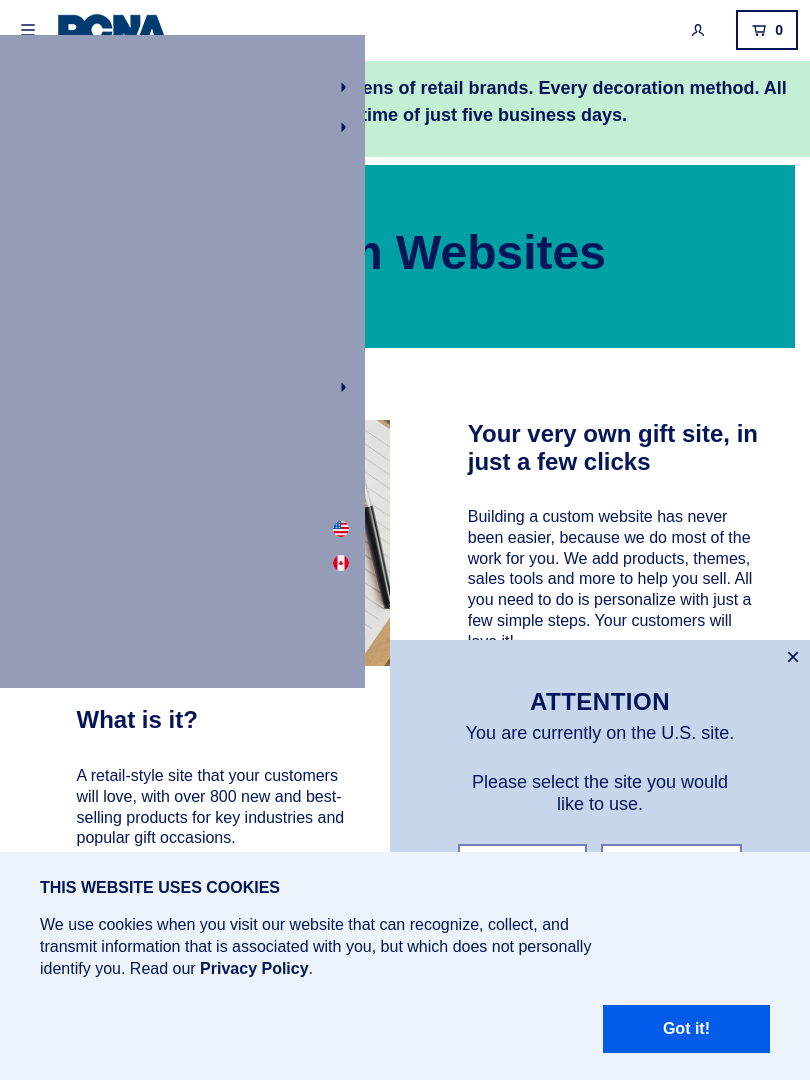 0
of retail brands. Every decoration method. All
time of just five business days.
Websites
Your very own gift site, in
just a few clicks
Building a custom website has never
been easier, because we do most of the
work for you. We add products, themes,
sales tools and more to help you sell. All
you need to do is personalize with just a
few simple steps. Your customers will
love it!
What is it?
A retail-style site that your customers
will love, with over 800 new and best-
selling products for key industries and
popular gift occasions.
×
ATTENTION
You are currently on the U.S. site.
Please select the site you would
like to use.
THIS WEBSITE USES COOKIES
We use cookies when you visit our website that can recognize, collect, and
transmit information that is associated with you, but which does not personally
identify you. Read our Privacy Policy.
Got it!